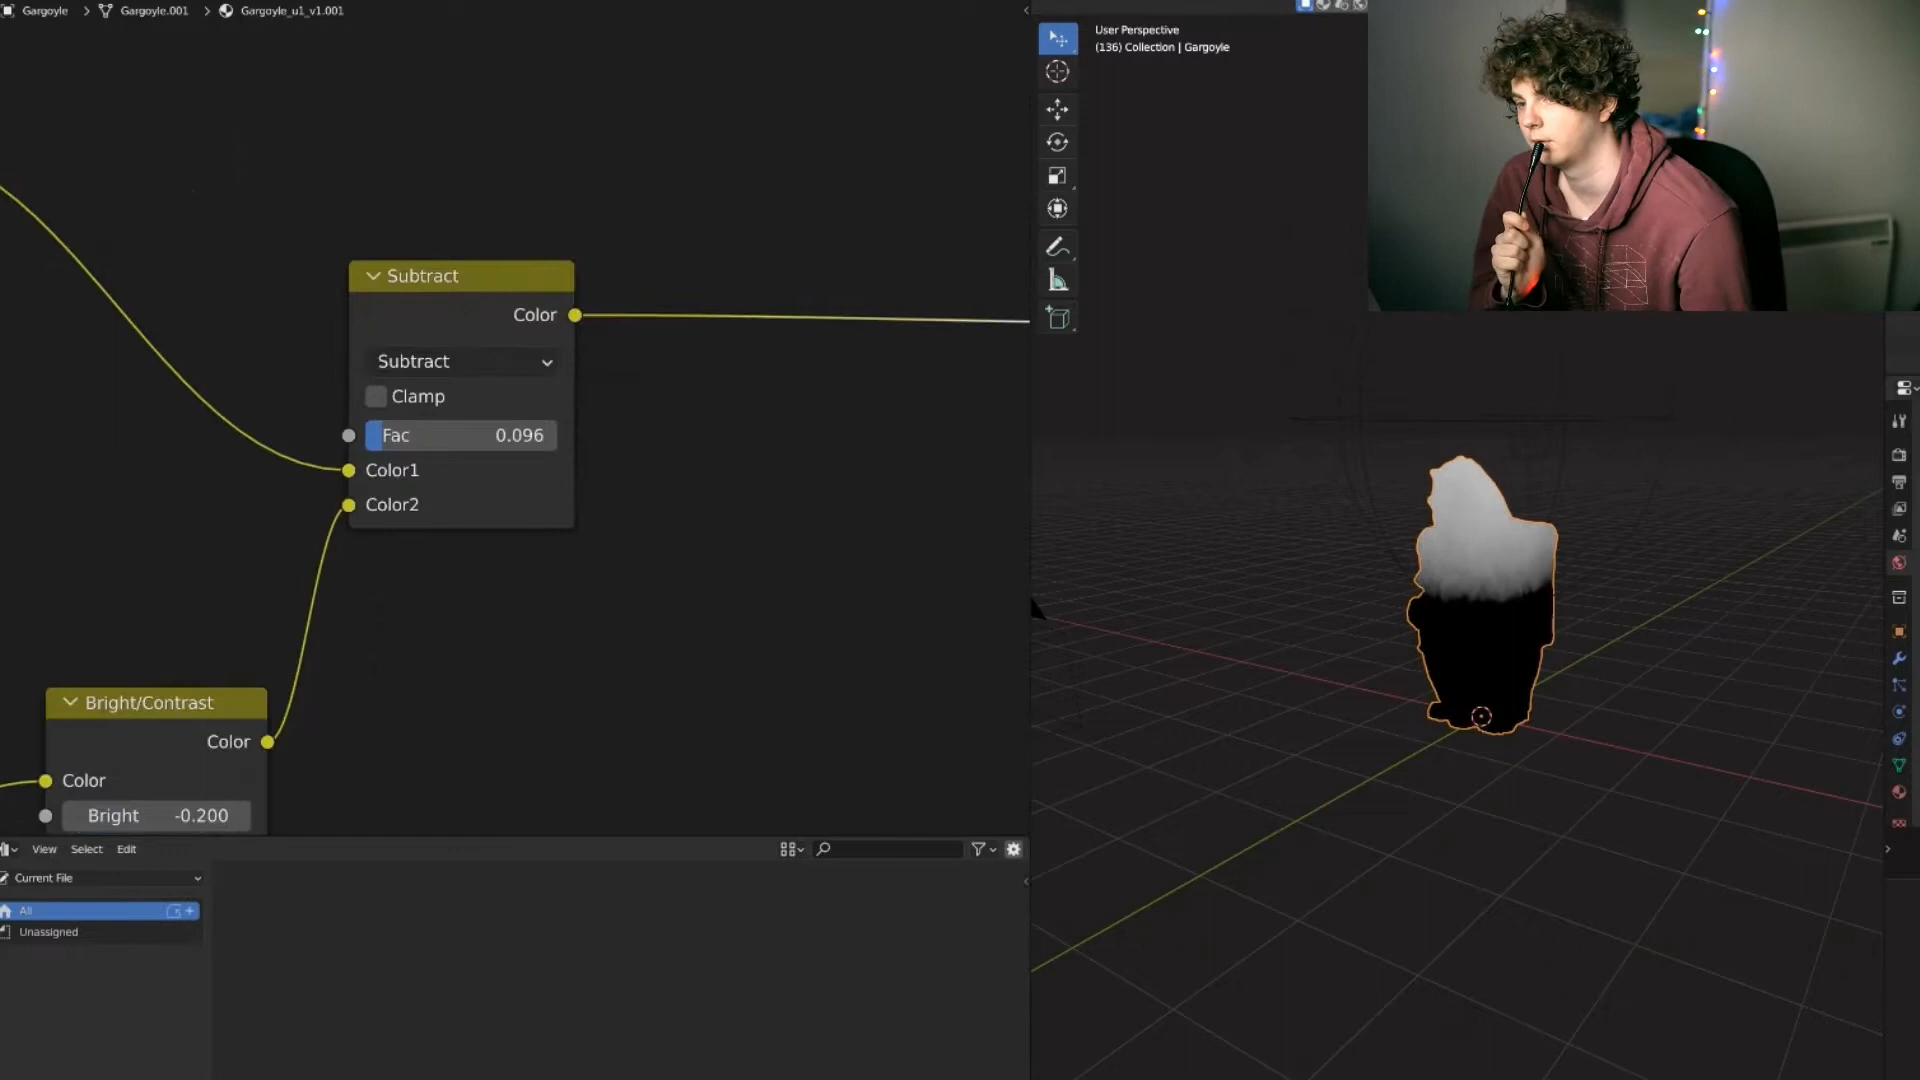 Gargoyle > Gargoyle.001 > Gargoyle_u1_v1.001
User Perspective
(136) Collection | Gargoyle
Subtract
Color
Subtract
Clamp
Fac 0.096
Color1
Color2
Bright/Contrast
Color
Color
Bright -0.200
View Select Edit
Current File
All
Unassigned